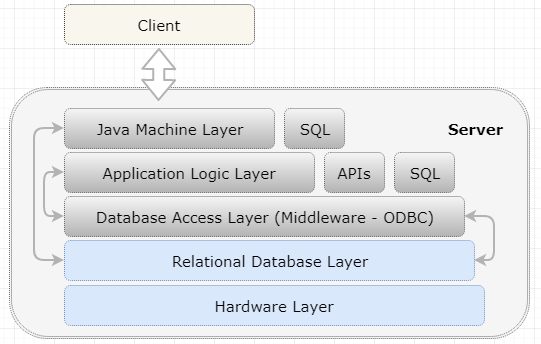 Client
Java Machine Layer
SQL
Server
Application Logic Layer
APIs
SQL
Database Access Layer (Middleware - ODBC)
Relational Database Layer
Hardware Layer